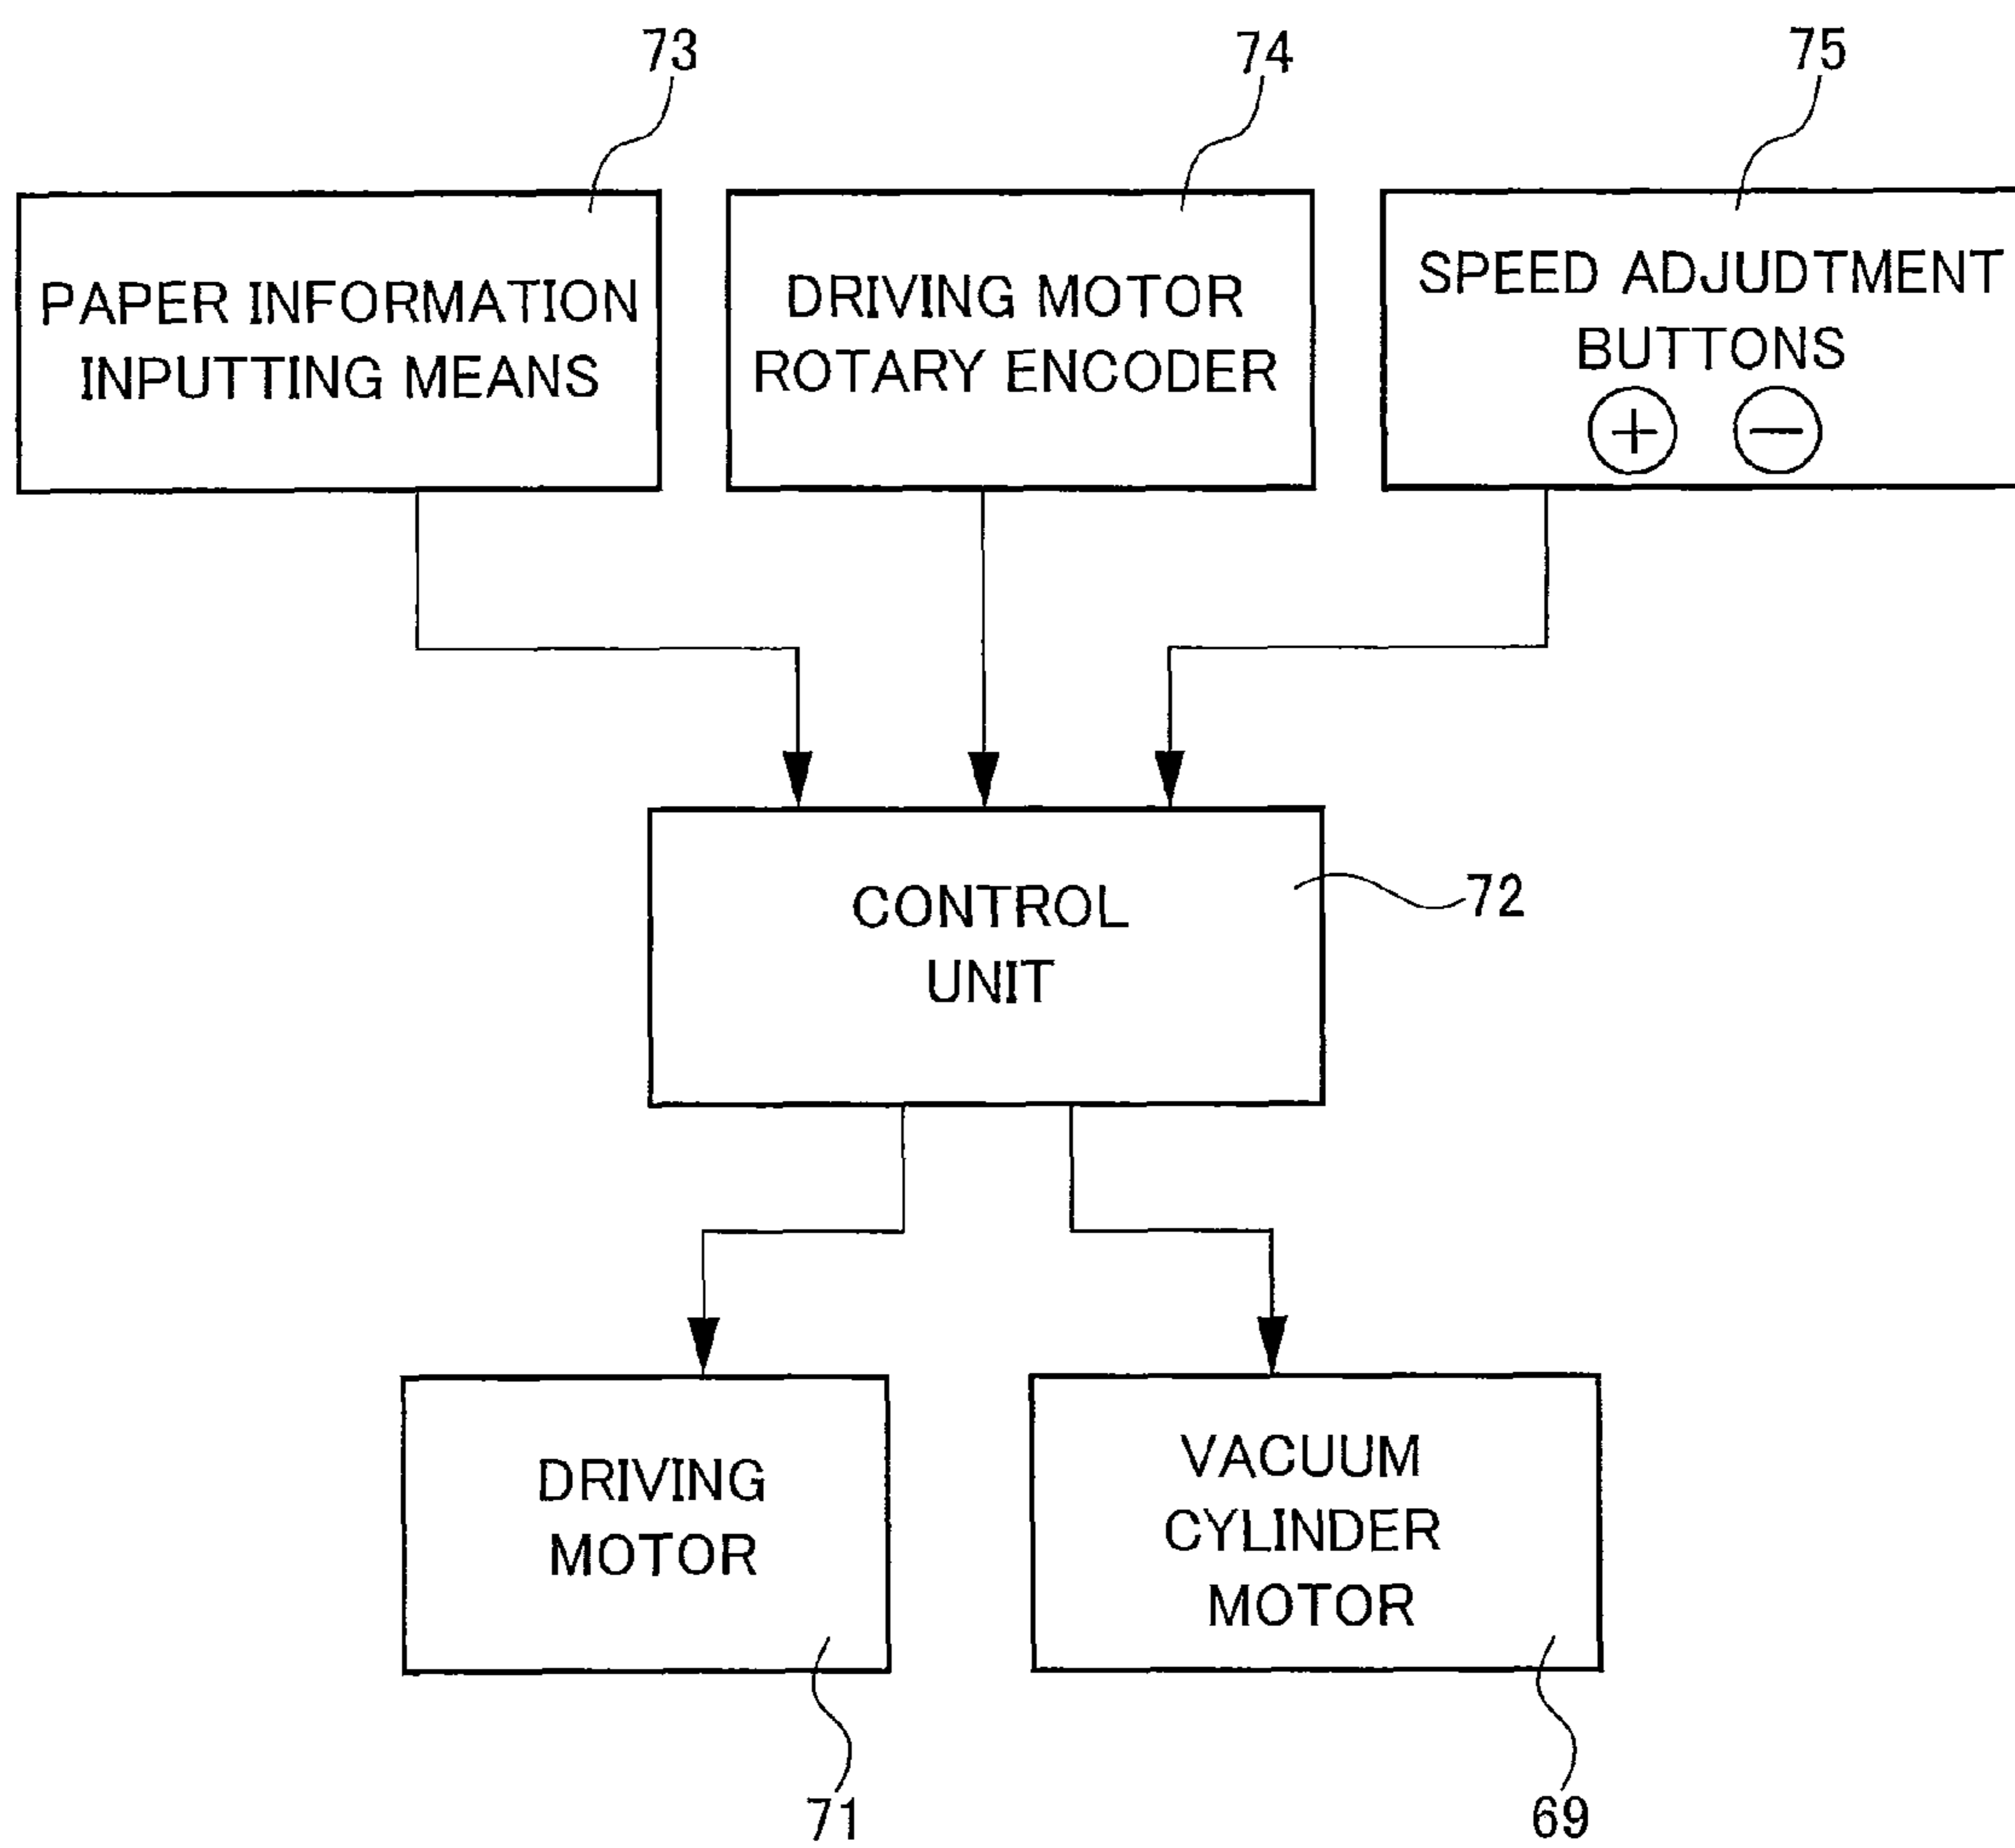 73
74
75
PAPER INFORMATION
INPUTTING MEANS
DRIVING MOTOR
ROTARY ENCODER
SPEED ADJUDTMENT
BUTTONS
+ −
CONTROL
UNIT
72
DRIVING
MOTOR
VACUUM
CYLINDER
MOTOR
71
69